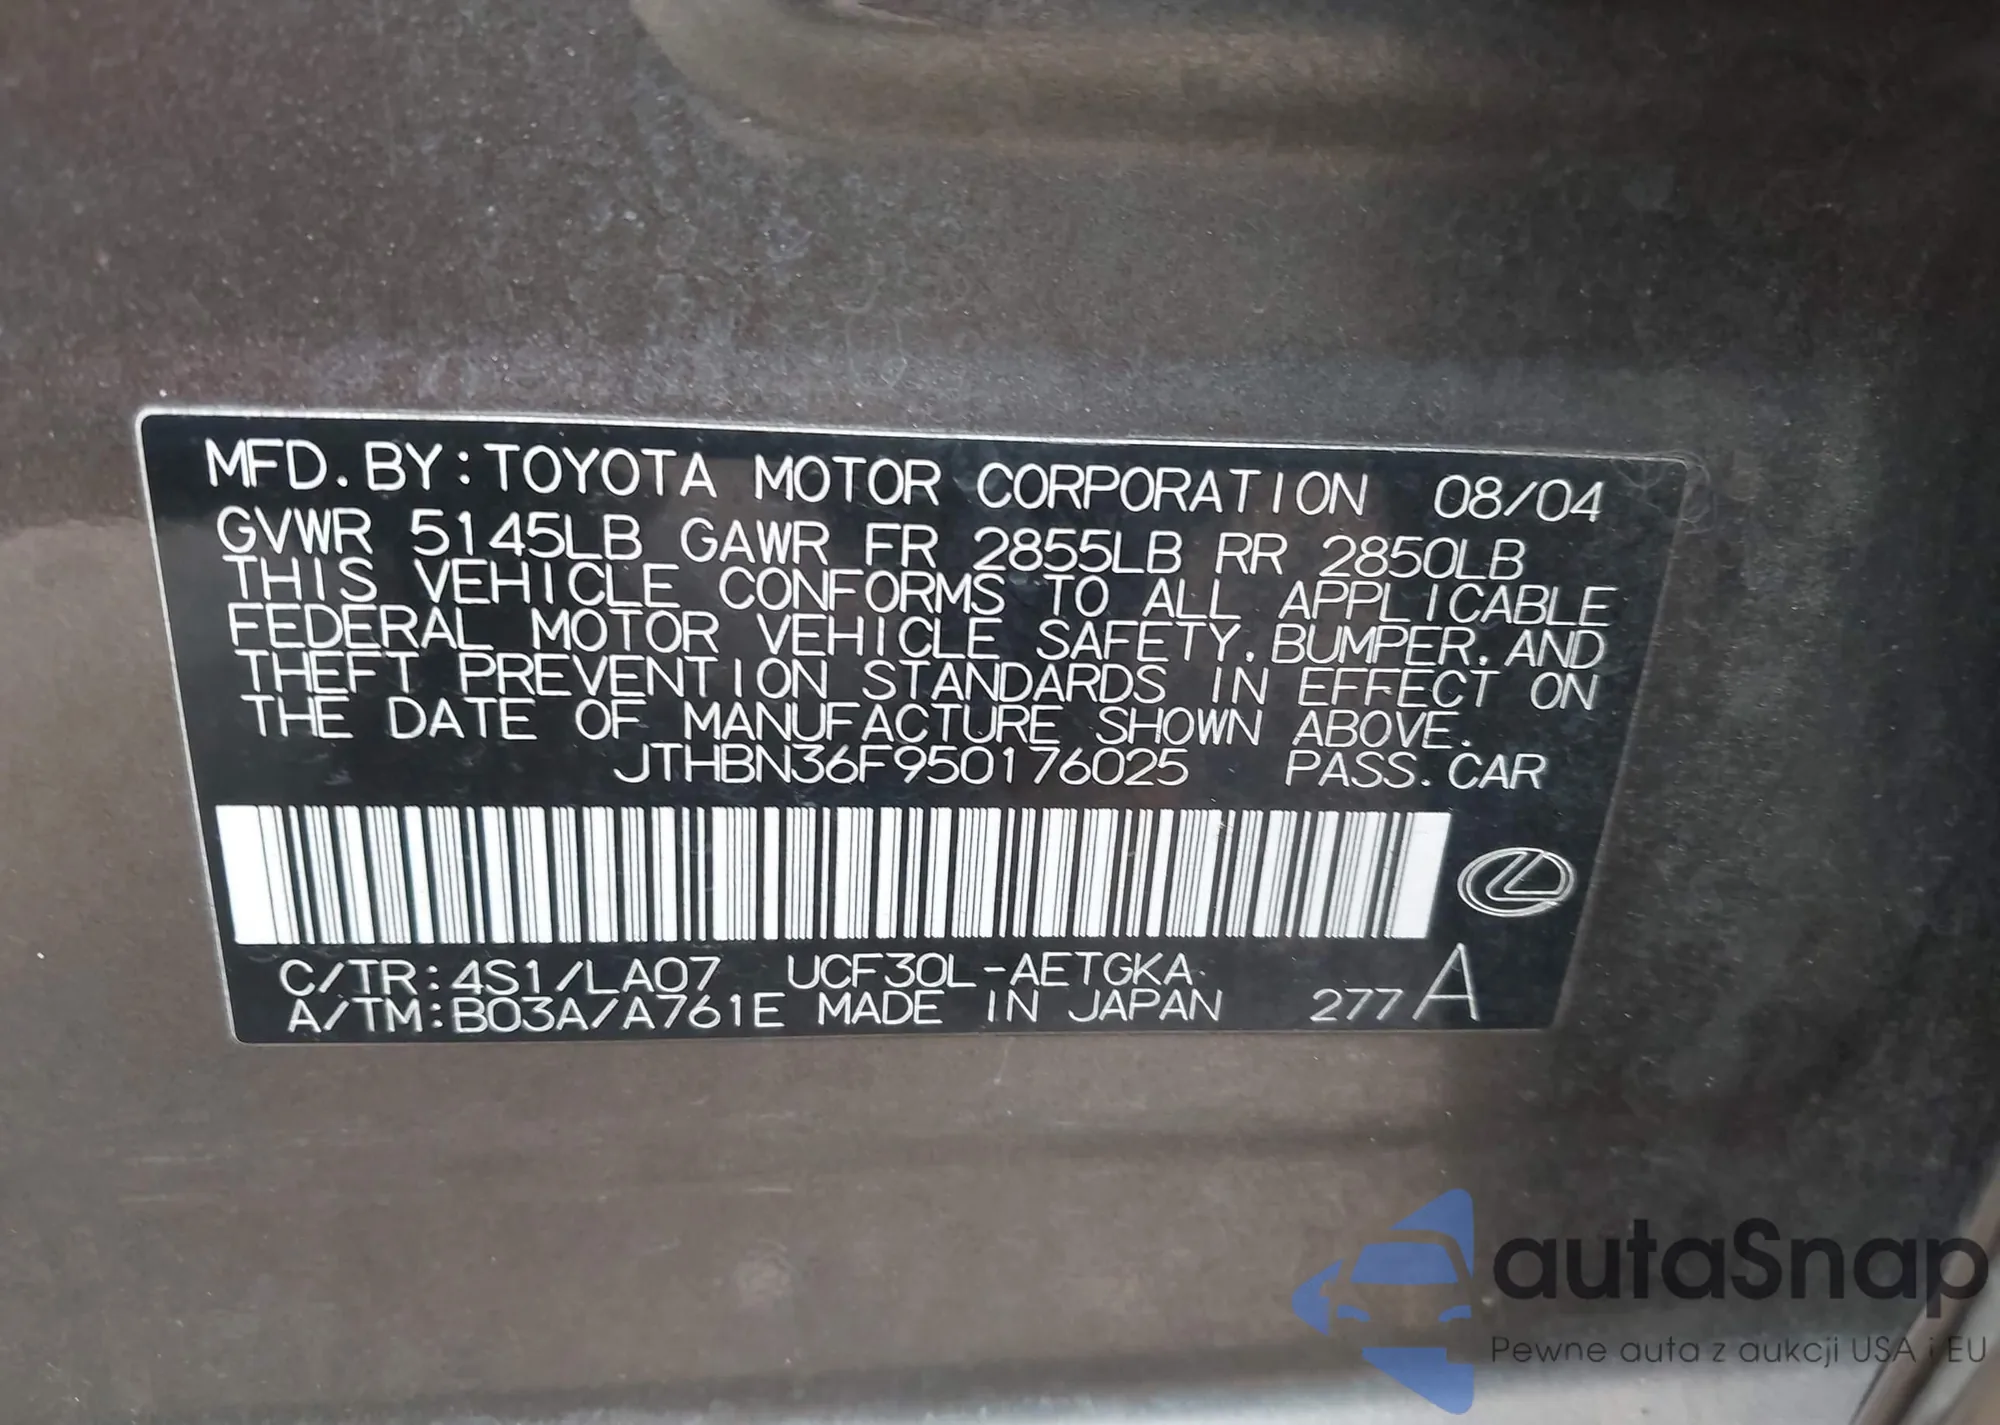 MFD. BY: TOYOTA MOTOR CORPORATION 08/04
GVWR 5145LB GAWR FR 2855LB RR 2850LB
THIS VEHICLE CONFORMS TO ALL APPLICABLE
FEDERAL MOTOR VEHICLE SAFETY, BUMPER, AND
THEFT PREVENTION STANDARDS IN EFFECT ON
THE DATE OF MANUFACTURE SHOWN ABOVE.
JTHBN36F950176025 PASS. CAR
C/TR: 4S1/LA07 UCF30L-AETGKA
A/TM: B03A/A761E MADE IN JAPAN 277 A
autaSnap
Pewne auta z aukcji USA i EU